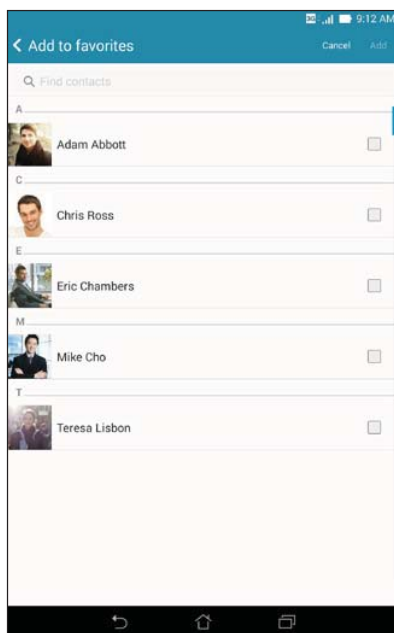 3G 9:12 AM
Add to favorites Cancel Add
Find contacts
A
Adam Abbott
C
Chris Ross
E
Eric Chambers
M
Mike Cho
T
Teresa Lisbon